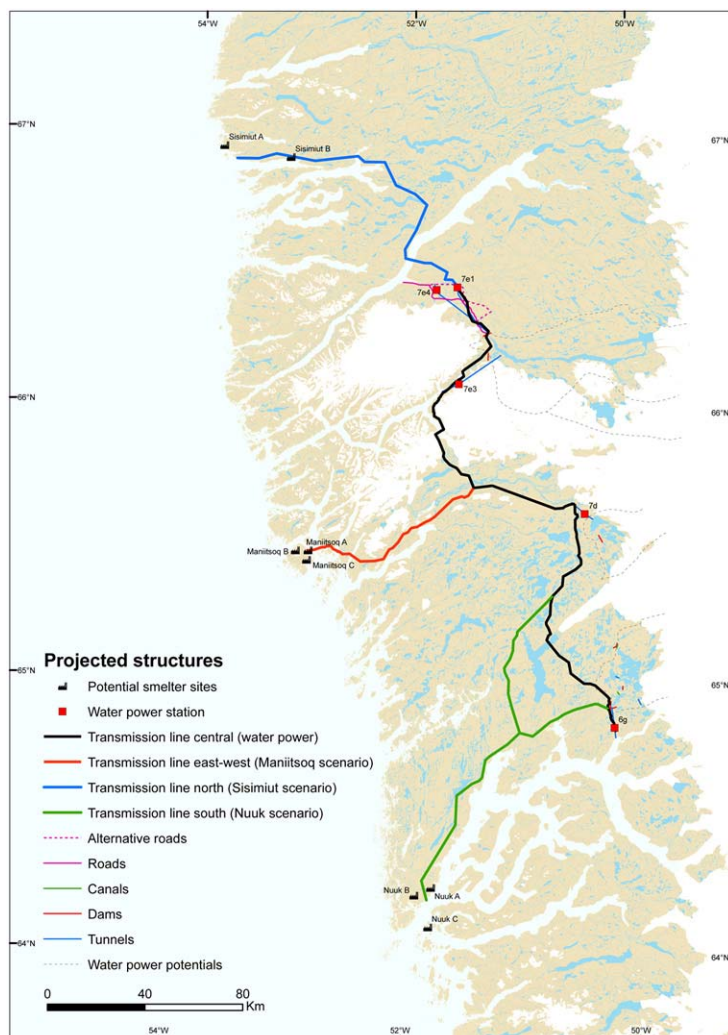 54°W 52°W 50°W
67°N 67°N
Sisimiut A
Sisimiut B
7e1
7e4
66°N 7e3 66°N
7d
Maniitsoq B Maniitsoq A
Maniitsoq C
65°N 65°N
6g
Nuuk B Nuuk A
Nuuk C
64°N 64°N
Projected structures
Potential smelter sites
Water power station
Transmission line central (water power)
Transmission line east-west (Maniitsoq scenario)
Transmission line north (Sisimiut scenario)
Transmission line south (Nuuk scenario)
Alternative roads
Roads
Canals
Dams
Tunnels
Water power potentials
0 40 80
Km
54°W 52°W 50°W